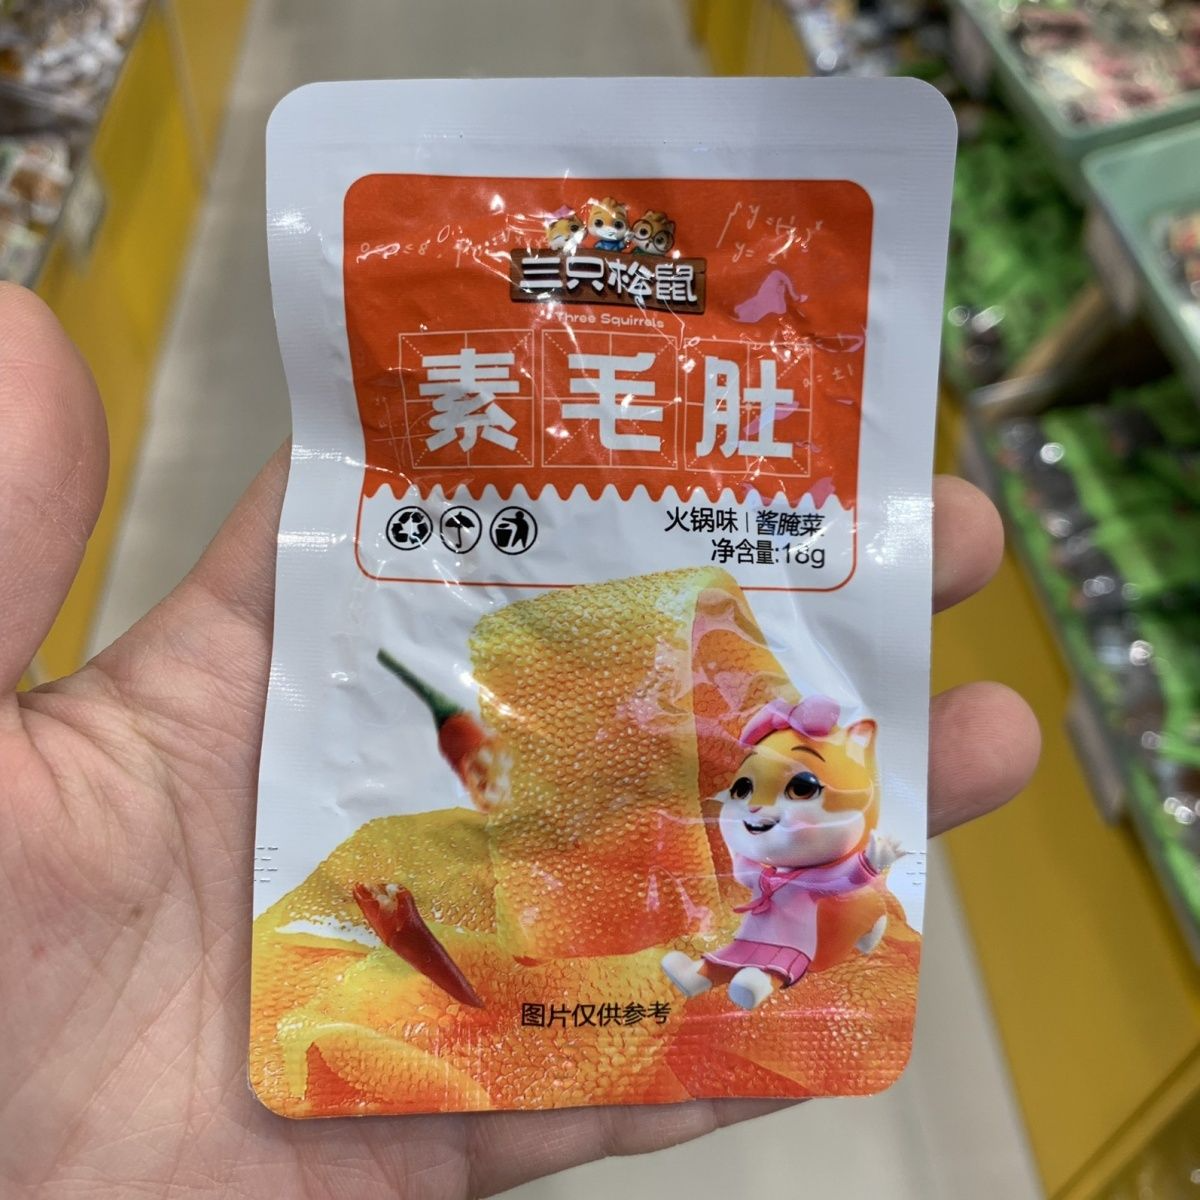 三只松鼠
Three Squirrels
素毛肚
火锅味 | 酱腌菜
净含量:18g
图片仅供参考